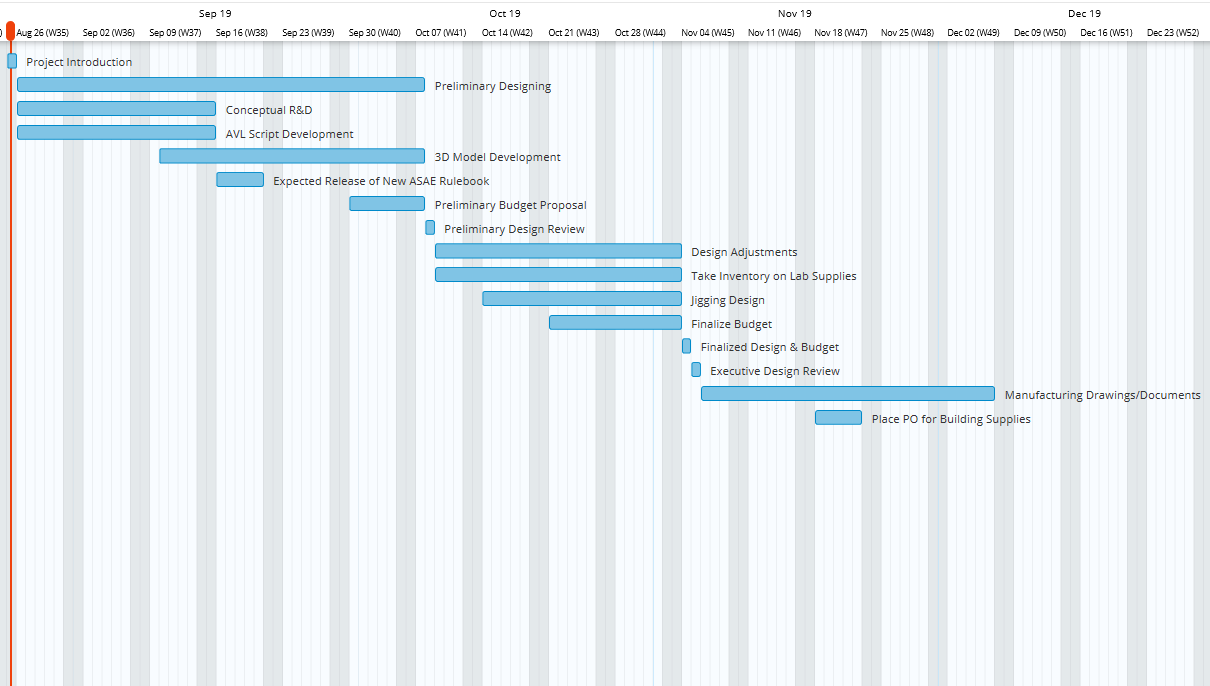 Sep 19 Oct 19 Nov 19 Dec 19
) Aug 26 (W35) Sep 02 (W36) Sep 09 (W37) Sep 16 (W38) Sep 23 (W39) Sep 30 (W40) Oct 07 (W41) Oct 14 (W42) Oct 21 (W43) Oct 28 (W44) Nov 04 (W45) Nov 11 (W46) Nov 18 (W47) Nov 25 (W48) Dec 02 (W49) Dec 09 (W50) Dec 16 (W51) Dec 23 (W52)
Project Introduction
Preliminary Designing
Conceptual R&D
AVL Script Development
3D Model Development
Expected Release of New ASAE Rulebook
Preliminary Budget Proposal
Preliminary Design Review
Design Adjustments
Take Inventory on Lab Supplies
Jigging Design
Finalize Budget
Finalized Design & Budget
Executive Design Review
Manufacturing Drawings/Documents
Place PO for Building Supplies